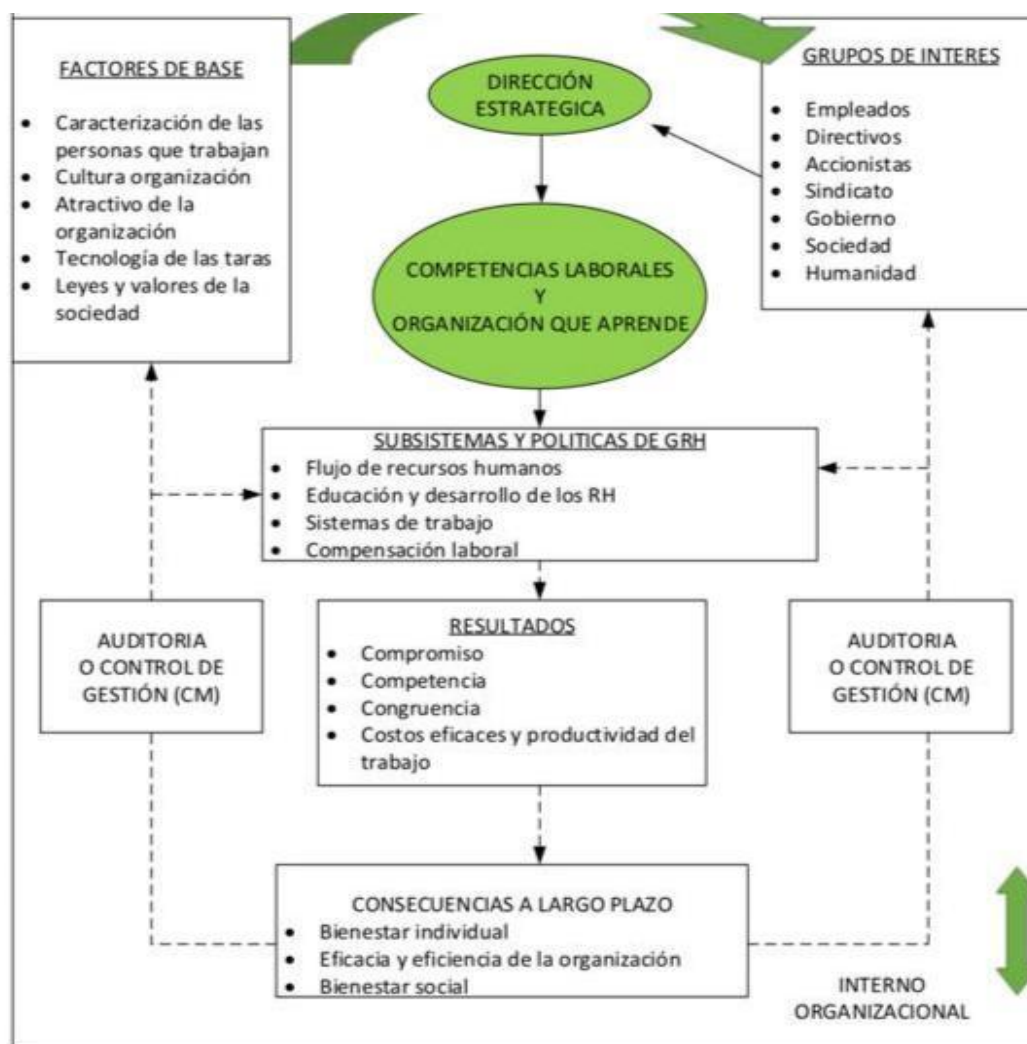 FACTORES DE BASE
• Caracterización de las
personas que trabajan
• Cultura organización
• Atractivo de la
organización
• Tecnología de las taras
• Leyes y valores de la
sociedad
DIRECCIÓN
ESTRATEGICA
GRUPOS DE INTERES
• Empleados
• Directivos
• Accionistas
• Sindicato
• Gobierno
• Sociedad
• Humanidad
COMPETENCIAS LABORALES
Y
ORGANIZACIÓN QUE APRENDE
SUBSISTEMAS Y POLITICAS DE GRH
• Flujo de recursos humanos
• Educación y desarrollo de los RH
• Sistemas de trabajo
• Compensación laboral
AUDITORIA
O CONTROL DE
GESTIÓN (CM)
RESULTADOS
• Compromiso
• Competencia
• Congruencia
• Costos eficaces y productividad del
trabajo
AUDITORIA
O CONTROL DE
GESTIÓN (CM)
CONSECUENCIAS A LARGO PLAZO
• Bienestar individual
• Eficacia y eficiencia de la organización
• Bienestar social
INTERNO
ORGANIZACIONAL